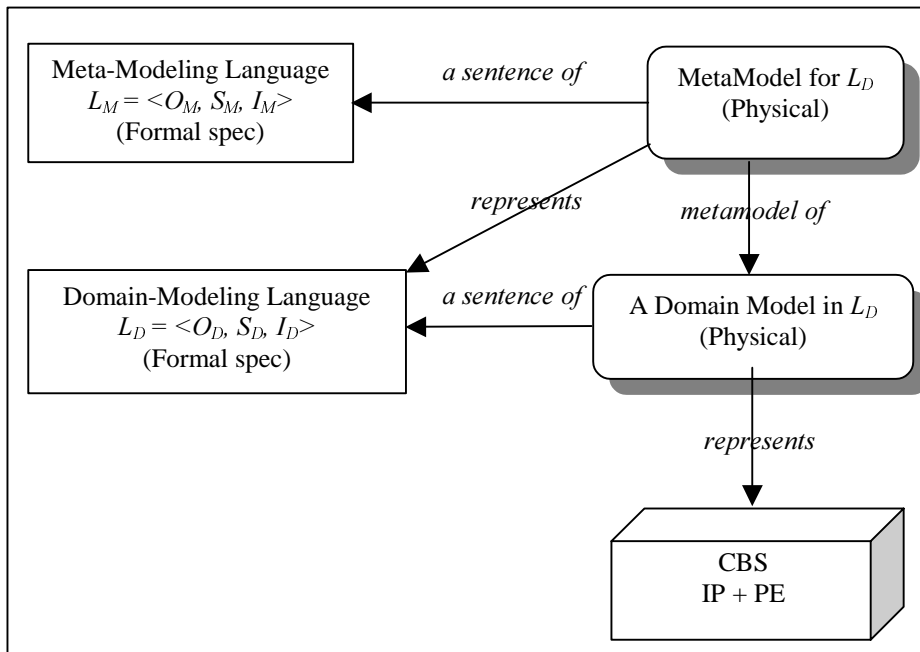 Meta-Modeling Language
L_M = <O_M, S_M, I_M>
(Formal spec)
a sentence of
MetaModel for L_D
(Physical)
represents
metamodel of
Domain-Modeling Language
L_D = <O_D, S_D, I_D>
(Formal spec)
a sentence of
A Domain Model in L_D
(Physical)
represents
CBS
IP + PE